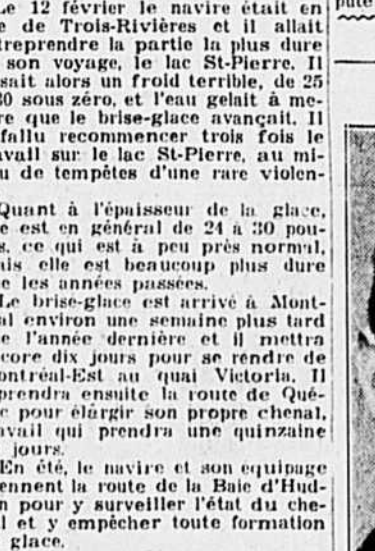 Le 12 février le navire était en
e de Trois-Rivières et il allait
treprendre la partie la plus dure
son voyage, le lac St-Pierre. Il
sait alors un froid terrible, de 25
30 sous zéro, et l'eau gelait à me-
re que le brise-glace avançait. Il
fallu recommencer trois fois le
avail sur le lac St-Pierre, au mi-
u de tempêtes d'une rare violen-
Quant à l'épaisseur de la glace,
e est en général de 24 à 30 pou-
s, ce qui est à peu près normal,
ais elle est beaucoup plus dure
e les années passées.
Le brise-glace est arrivé à Mont-
al environ une semaine plus tard
e l'année dernière et il mettra
core dix jours pour se rendre de
ontréal-Est au quai Victoria. Il
prendra ensuite la route de Qué-
c pour élargir son propre chenal,
avail qui prendra une quinzaine
jours.
En été, le navire et son équipage
ennent la route de la Baie d'Hud-
n pour y surveiller l'état du che-
l et y empêcher toute formation
glace.